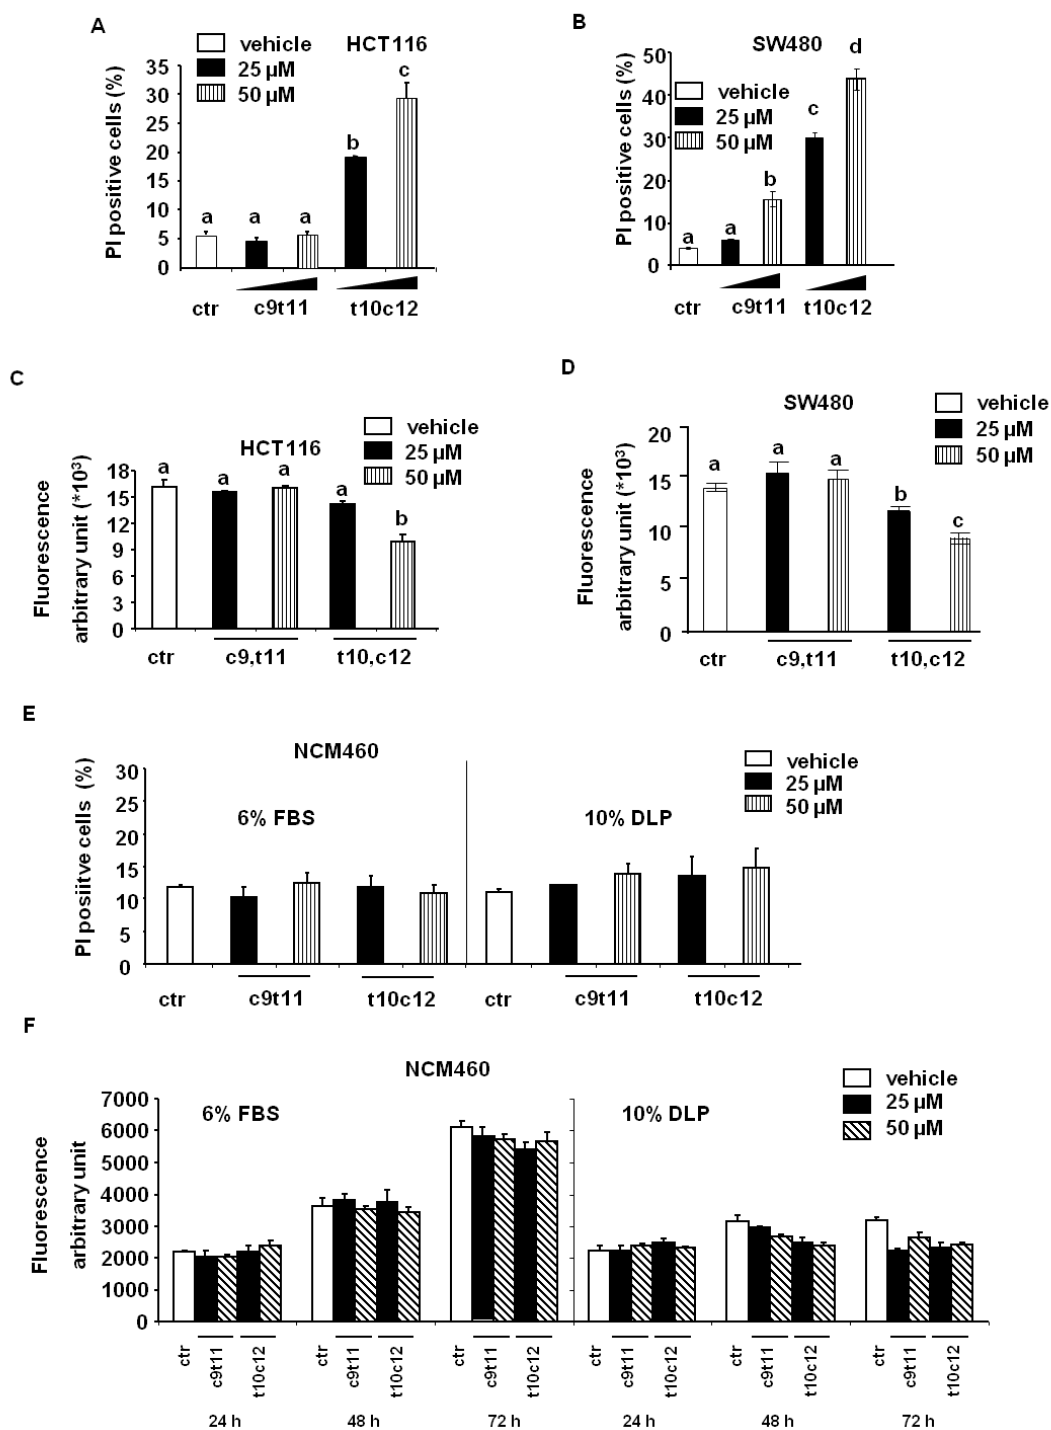 A
HCT116
vehicle
25 µM
50 µM
PI positive cells (%)
35
30
25
20
15
10
5
0
a
a
a
b
c
ctr
c9t11
t10c12
B
SW480
vehicle
25 µM
50 µM
PI positive cells (%)
50
40
30
20
10
0
a
a
b
c
d
ctr
c9t11
t10c12
C
HCT116
vehicle
25 µM
50 µM
Fluorescence
arbitrary unit (*10³)
18
15
12
9
6
3
0
a
a
a
a
b
ctr
c9,t11
t10,c12
D
SW480
vehicle
25 µM
50 µM
Fluorescence
arbitrary unit (*10³)
20
15
10
5
0
a
a
a
b
c
ctr
c9,t11
t10,c12
E
NCM460
vehicle
25 µM
50 µM
6% FBS
10% DLP
PI posiitve cells (%)
30
25
20
15
10
5
0
ctr
c9t11
t10c12
ctr
c9t11
t10c12
F
NCM460
vehicle
25 µM
50 µM
6% FBS
10% DLP
Fluorescence
arbitrary unit
7000
6000
5000
4000
3000
2000
1000
0
ctr
c9t11
t10c12
ctr
c9t11
t10c12
ctr
c9t11
t10c12
ctr
c9t11
t10c12
ctr
c9t11
t10c12
ctr
c9t11
t10c12
24 h
48 h
72 h
24 h
48 h
72 h